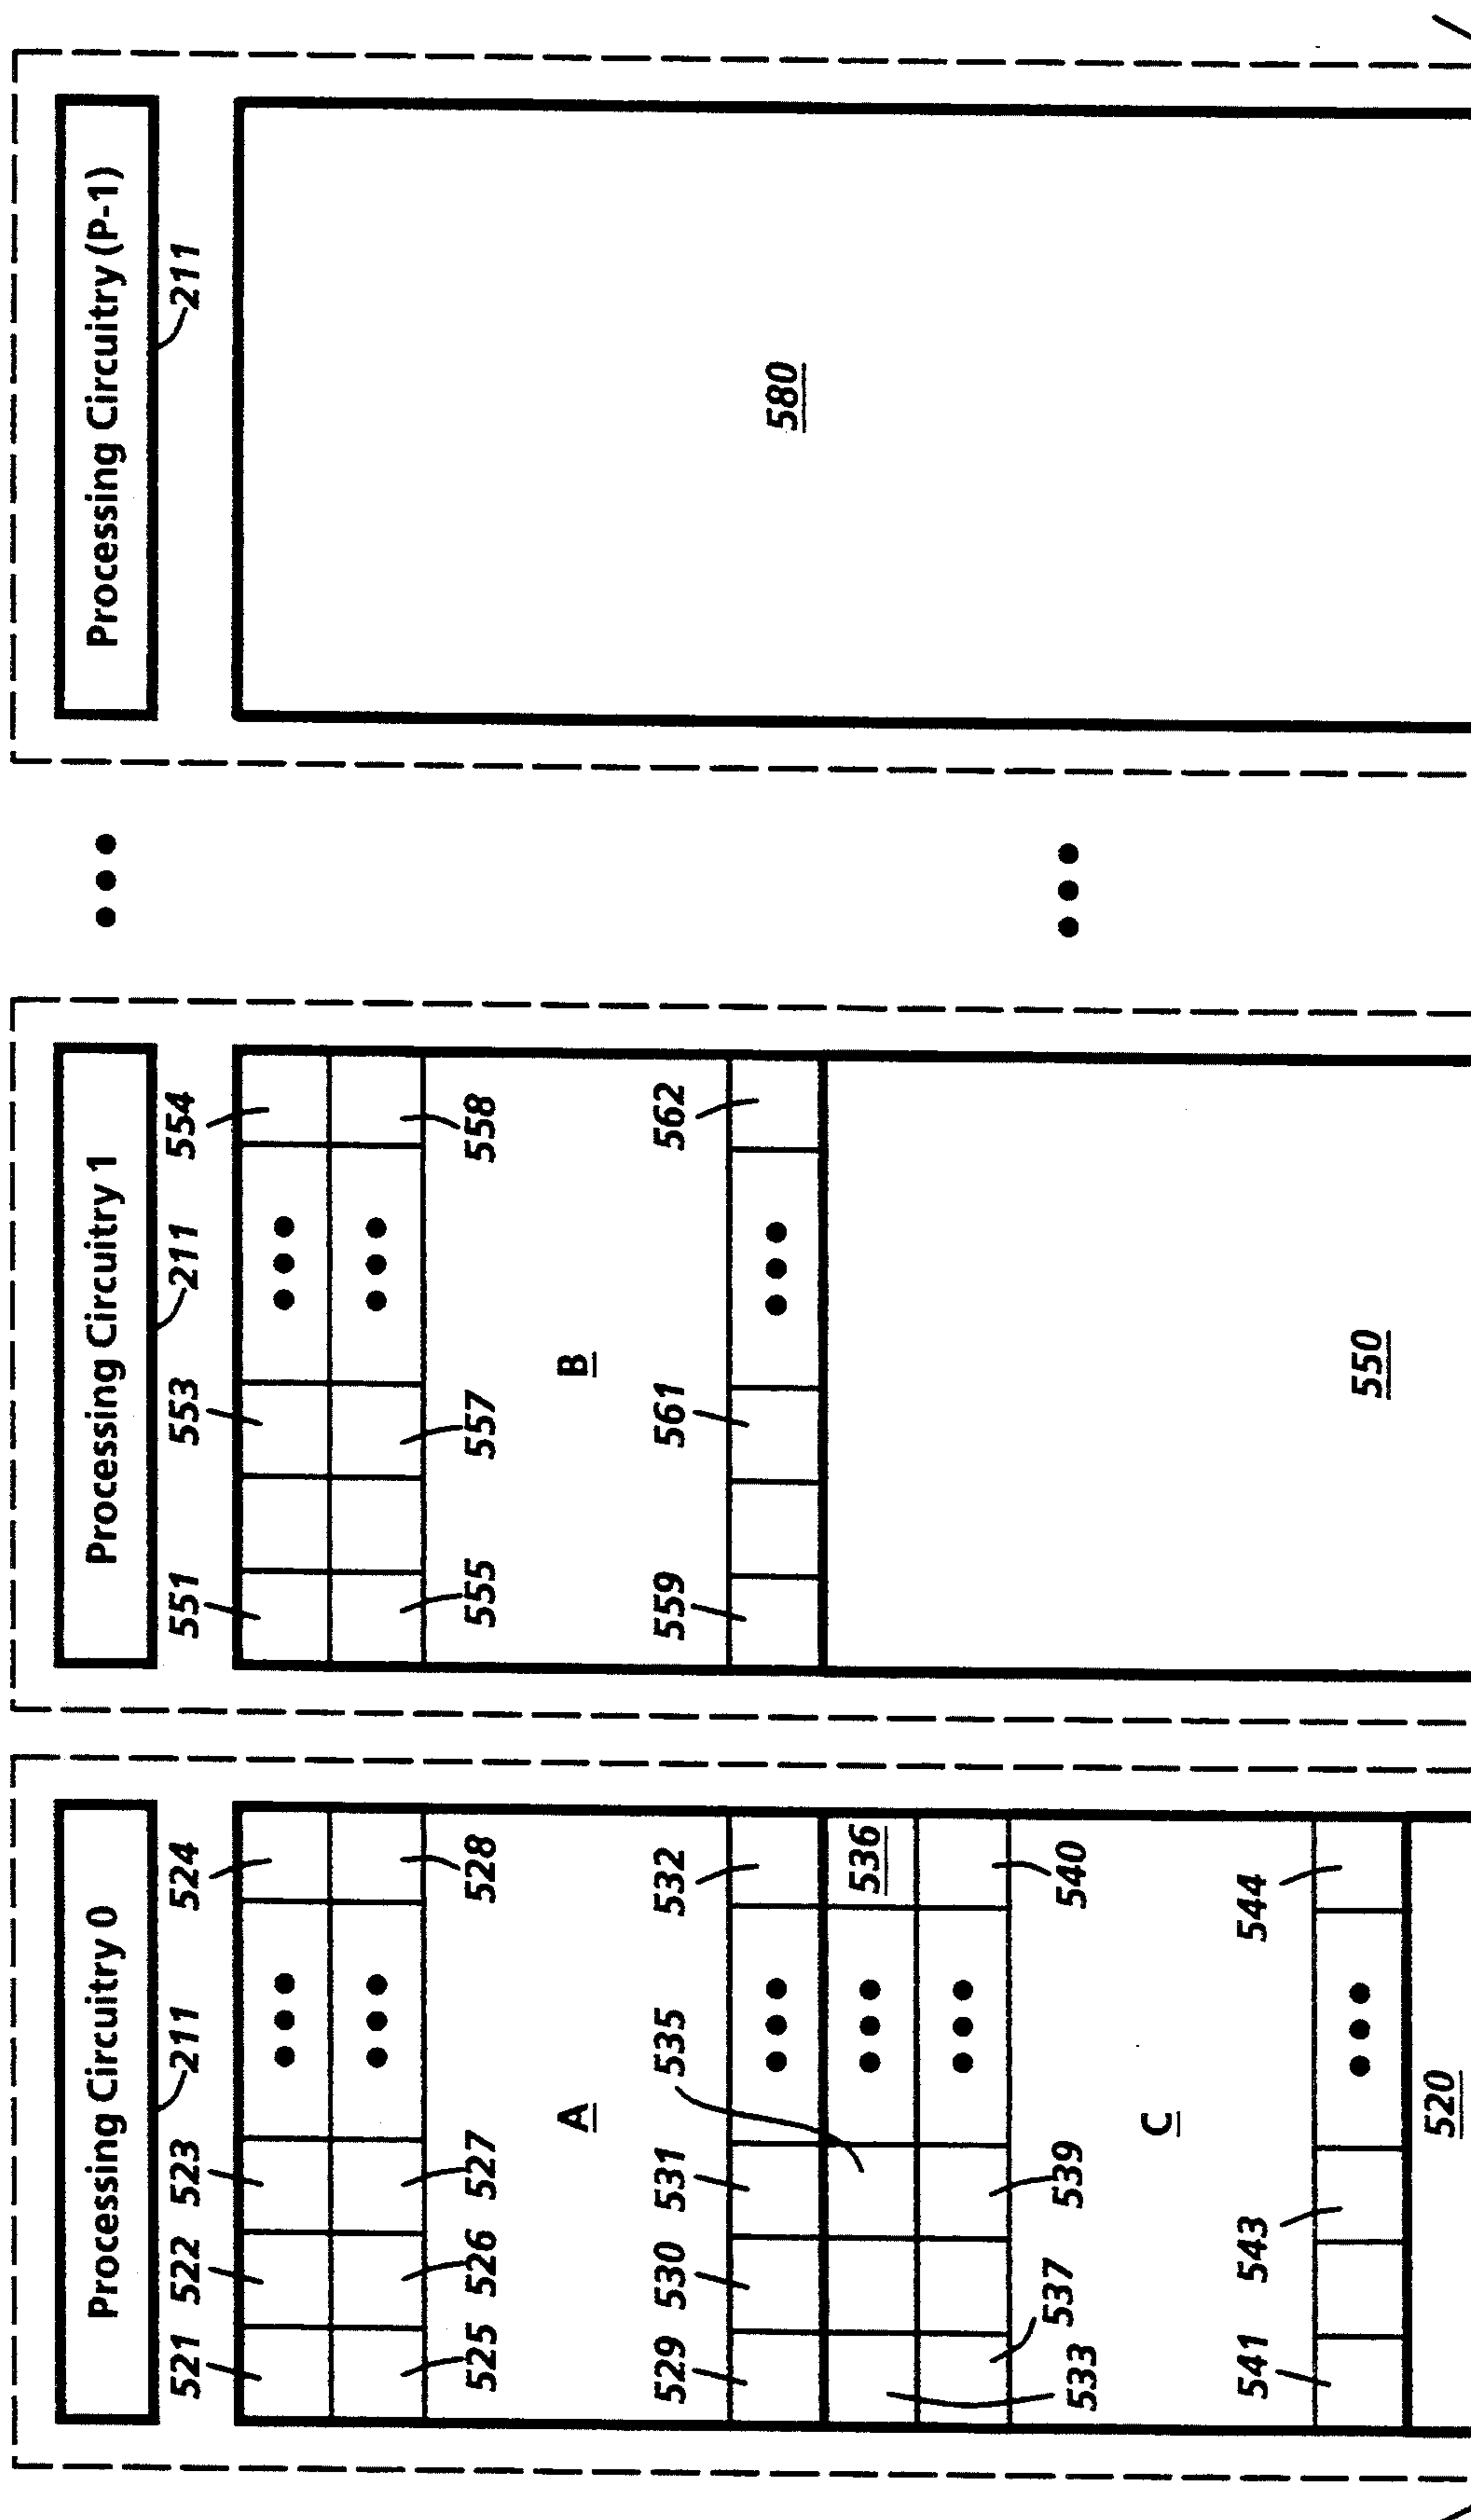 Processing Circuitry 0
Processing Circuitry 1
Processing Circuitry (P-1)
211
211
211
521 522 523 524
551 553 554
525 526 527 528
555 557 558
A
B
580
529 530 531 535 532
559 561 562
536
533 537 539 540
C
541 543 544
550
520